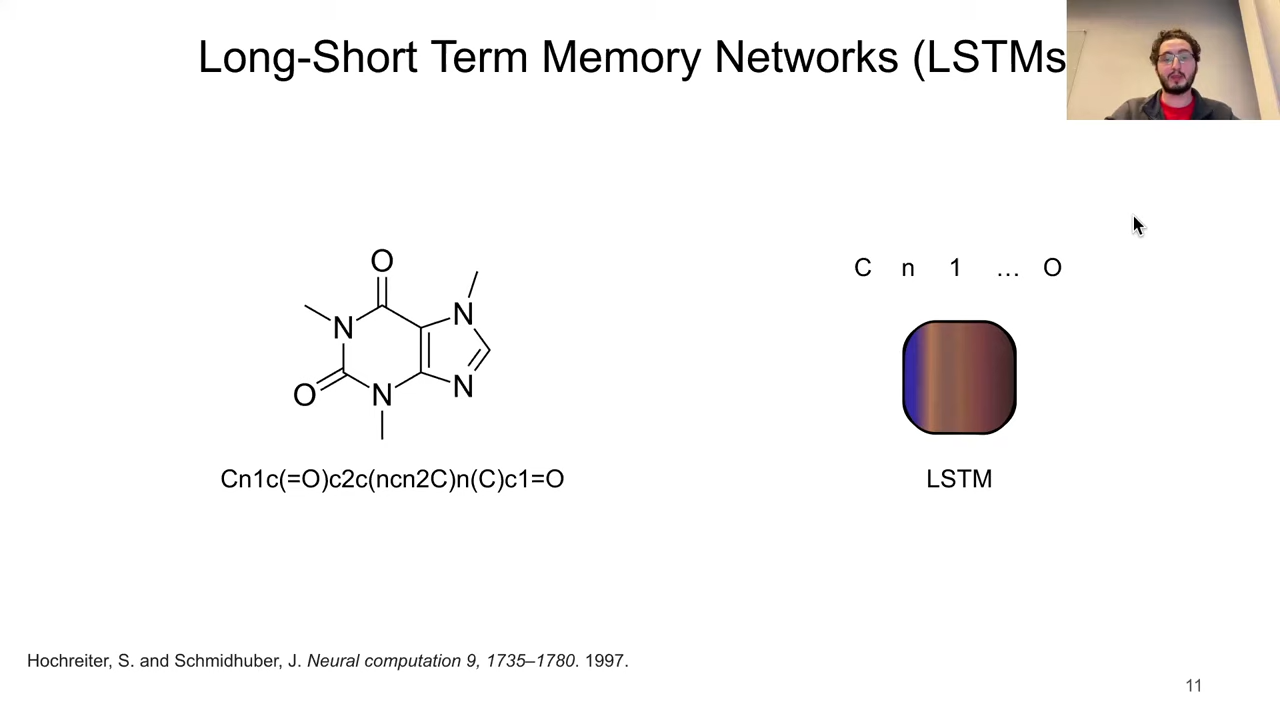 Long-Short Term Memory Networks (LSTMs
O
N
N
O
N
N
Cn1c(=O)c2c(ncn2C)n(C)c1=O
C n 1 … O
LSTM
Hochreiter, S. and Schmidhuber, J. Neural computation 9, 1735–1780. 1997.
11